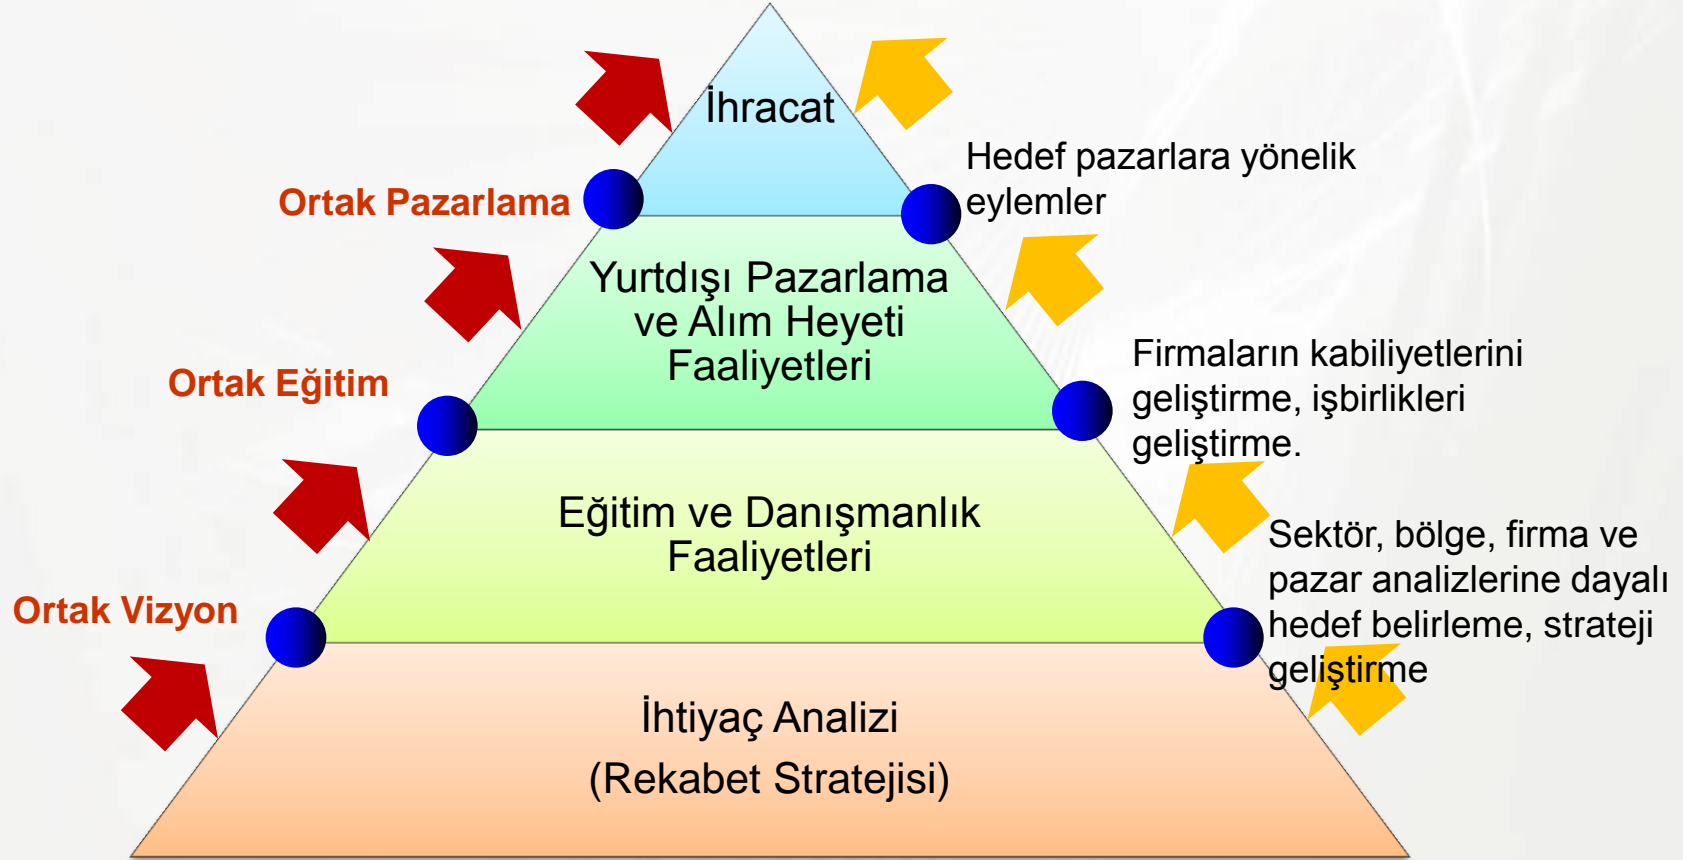 İhracat
Ortak Pazarlama
Hedef pazarlara yönelik
eylemler
Yurtdışı Pazarlama
ve Alım Heyeti
Faaliyetleri
Ortak Eğitim
Firmaların kabiliyetlerini
geliştirme, işbirlikleri
geliştirme.
Eğitim ve Danışmanlık
Faaliyetleri
Ortak Vizyon
Sektör, bölge, firma ve
pazar analizlerine dayalı
hedef belirleme, strateji
geliştirme
İhtiyaç Analizi
(Rekabet Stratejisi)